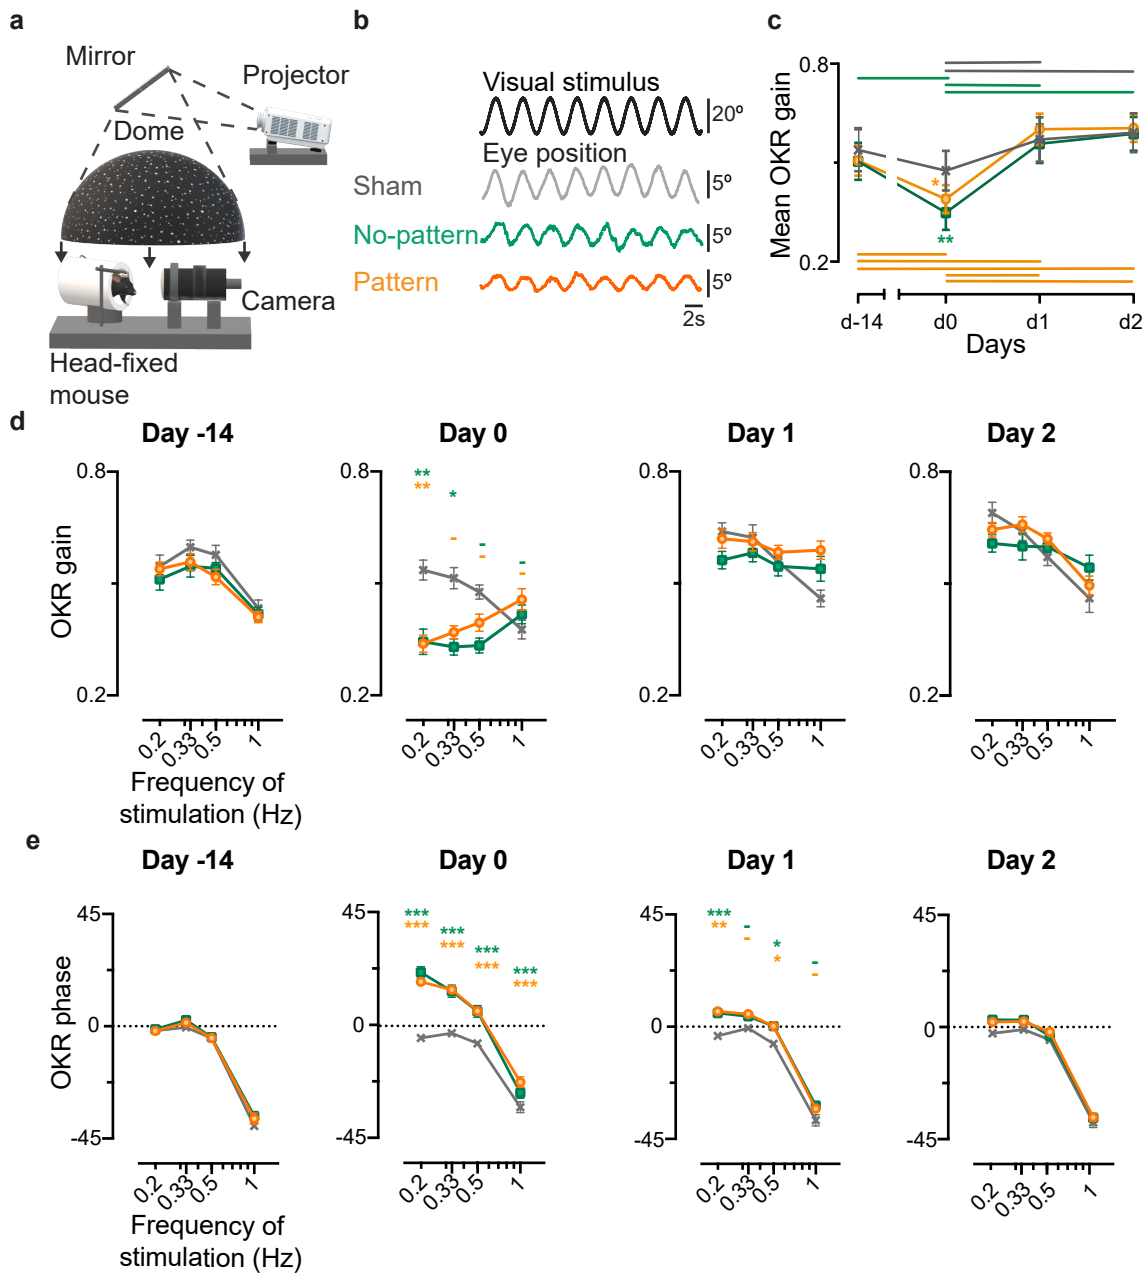 a
Mirror
Projector
Dome
Camera
Head-fixed
mouse
b
Visual stimulus
20º
Eye position
Sham
5º
No-pattern
5º
Pattern
5º
2s
c
0.8
Mean OKR gain
0.2
*
**
d-14
d0
d1
d2
Days
d
Day -14
Day 0
Day 1
Day 2
OKR gain
0.8
0.2
0.8
0.2
0.8
0.2
0.8
0.2
**
**
*
-
-
-
-
-
0.2
0.33
0.5
1
0.2
0.33
0.5
1
0.2
0.33
0.5
1
0.2
0.33
0.5
1
Frequency of
stimulation (Hz)
e
Day -14
Day 0
Day 1
Day 2
OKR phase
45
0
-45
45
0
-45
45
0
-45
45
0
-45
***
***
***
***
***
***
***
***
***
**
-
-
*
*
-
-
0.2
0.33
0.5
1
0.2
0.33
0.5
1
0.2
0.33
0.5
1
0.2
0.33
0.5
1
Frequency of
stimulation (Hz)